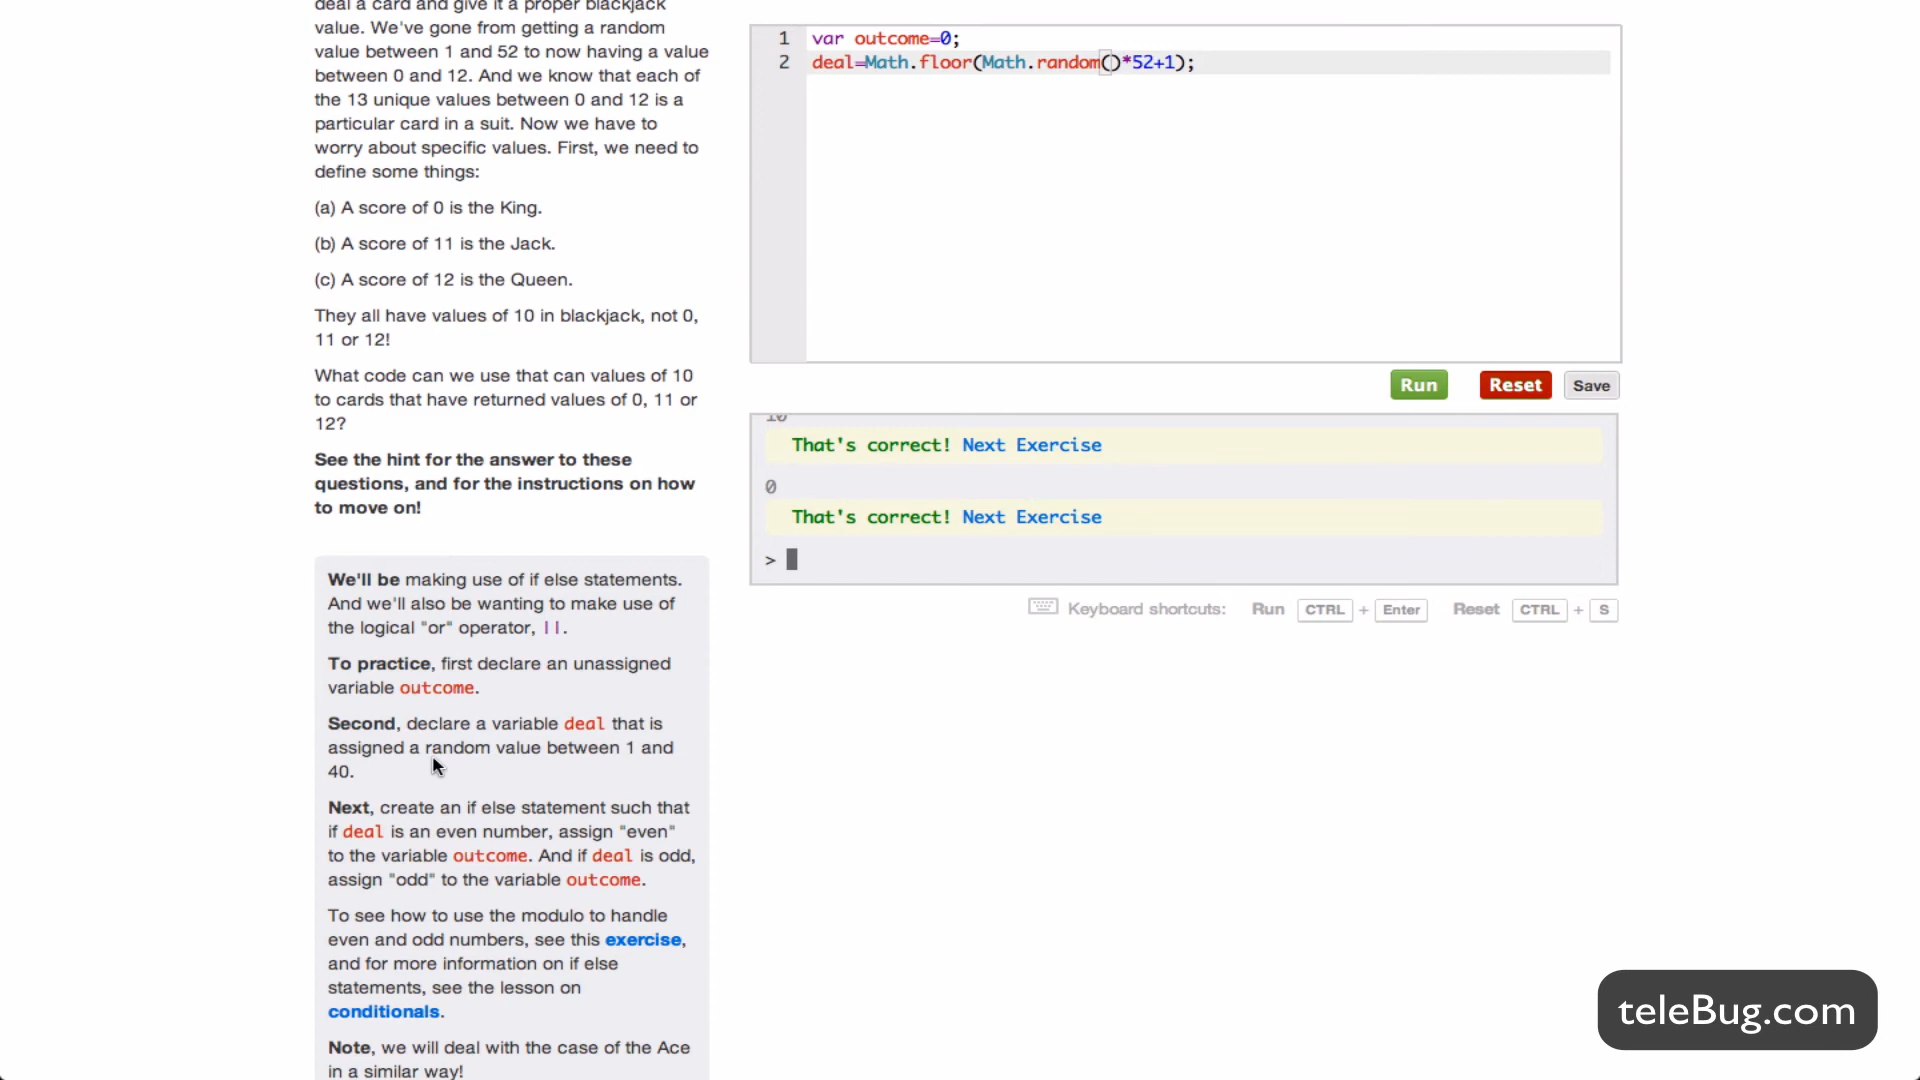 deal a card and give it a proper blackjack
value. We've gone from getting a random
value between 1 and 52 to now having a value
between 0 and 12. And we know that each of
the 13 unique values between 0 and 12 is a
particular card in a suit. Now we have to
worry about specific values. First, we need to
define some things:
(a) A score of 0 is the King.
(b) A score of 11 is the Jack.
(c) A score of 12 is the Queen.
They all have values of 10 in blackjack, not 0,
11 or 12!
What code can we use that can values of 10
to cards that have returned values of 0, 11 or
12?
See the hint for the answer to these
questions, and for the instructions on how
to move on!
We'll be making use of if else statements.
And we'll also be wanting to make use of
the logical "or" operator, ||.
To practice, first declare an unassigned
variable outcome.
Second, declare a variable deal that is
assigned a random value between 1 and
40.
Next, create an if else statement such that
if deal is an even number, assign "even"
to the variable outcome. And if deal is odd,
assign "odd" to the variable outcome.
To see how to use the modulo to handle
even and odd numbers, see this exercise,
and for more information on if else
statements, see the lesson on
conditionals.
Note, we will deal with the case of the Ace
in a similar way!
1 var outcome=0;
2 deal=Math.floor(Math.random()*52+1);
Run Reset Save
10
That's correct! Next Exercise
0
That's correct! Next Exercise
>
Keyboard shortcuts: Run CTRL + Enter Reset CTRL + S
teleBug.com